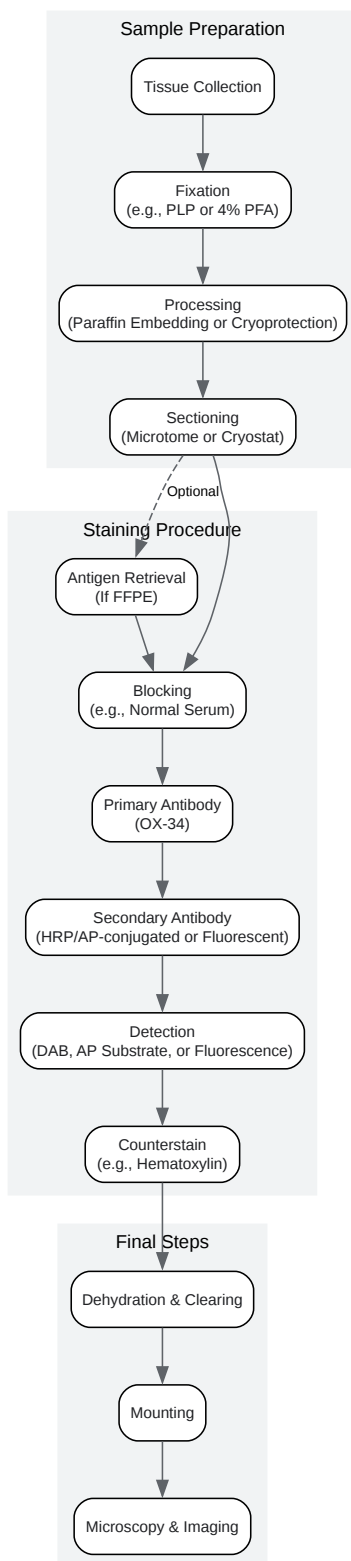 Sample Preparation
Tissue Collection
Fixation
(e.g., PLP or 4% PFA)
Processing
(Paraffin Embedding or Cryoprotection)
Sectioning
(Microtome or Cryostat)
Optional
Staining Procedure
Antigen Retrieval
(If FFPE)
Blocking
(e.g., Normal Serum)
Primary Antibody
(OX-34)
Secondary Antibody
(HRP/AP-conjugated or Fluorescent)
Detection
(DAB, AP Substrate, or Fluorescence)
Counterstain
(e.g., Hematoxylin)
Final Steps
Dehydration & Clearing
Mounting
Microscopy & Imaging